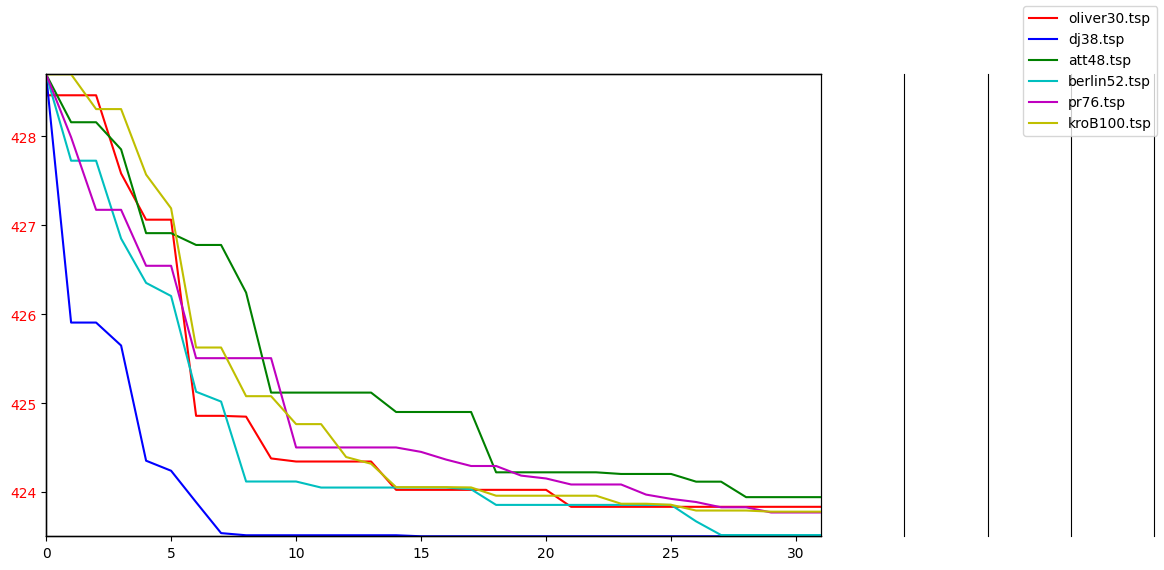 oliver30.tsp
dj38.tsp
att48.tsp
berlin52.tsp
pr76.tsp
kroB100.tsp
428
427
426
425
424
0 5 10 15 20 25 30